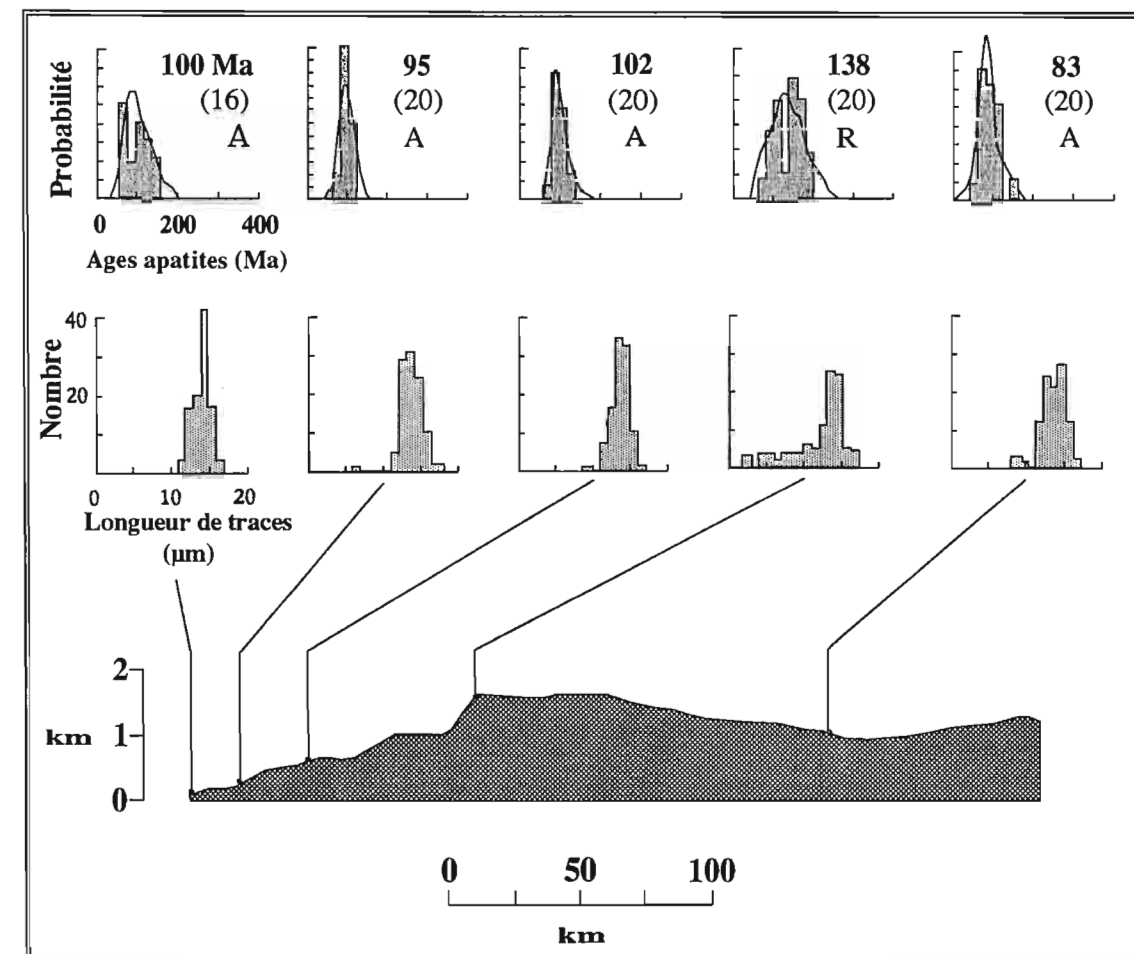 Probabilité
100 Ma
(16)
A
95
(20)
A
102
(20)
A
138
(20)
R
83
(20)
A
0 200 400
Ages apatites (Ma)
Nombre
40
20
0 10 20
Longueur de traces
(µm)
2
km 1
0
0 50 100
km